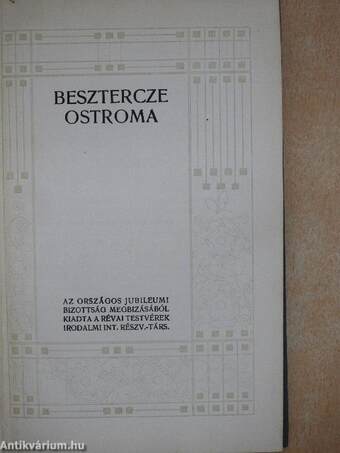 BESZTERCZE
OSTROMA
AZ ORSZÁGOS JUBILEUMI
BIZOTTSÁG MEGBIZÁSÁBÓL
KIADTA A RÉVAI TESTVÉREK
IRODALMI INT. RÉSZV.-TÁRS.
Antikvárium.hu